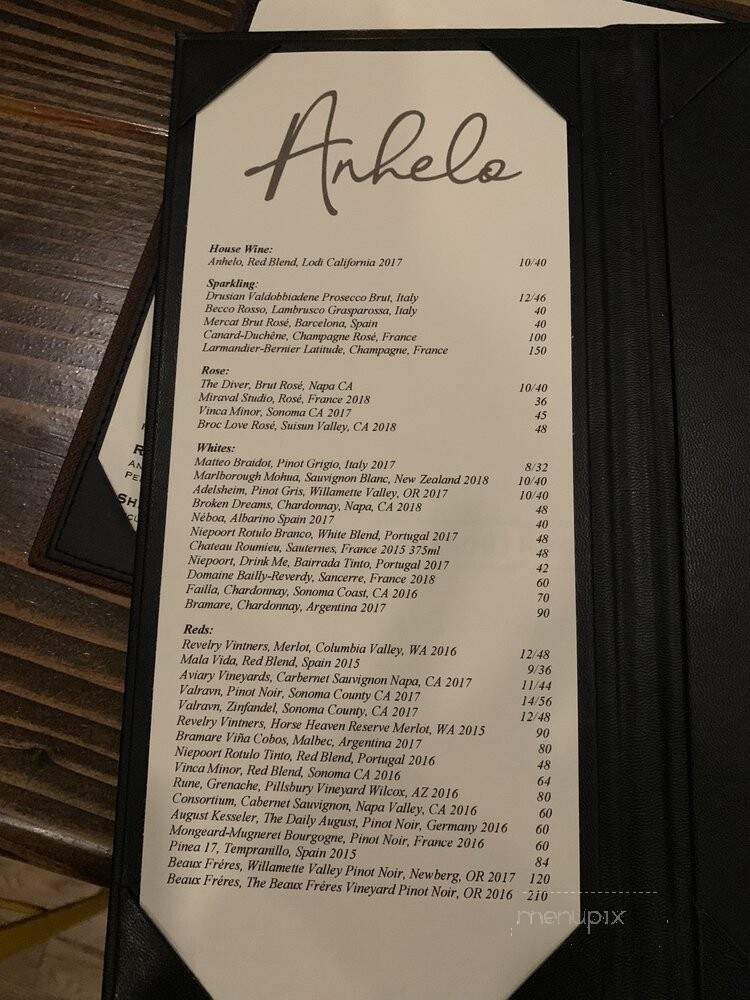 Anhelo
House Wine:
Anhelo, Red Blend, Lodi California 2017 10/40
Sparkling:
Drusian Valdobbiadene Prosecco Brut, Italy 12/46
Becco Rosso, Lambrusco Grasparossa, Italy 40
Mercat Brut Rosé, Barcelona, Spain 40
Canard-Duchêne, Champagne Rosé, France 100
Larmandier-Bernier Latitude, Champagne, France 150
Rose:
The Diver, Brut Rosé, Napa CA 10/40
Miraval Studio, Rosé, France 2018 36
Vinca Minor, Sonoma CA 2017 45
Broc Love Rosé, Suisun Valley, CA 2018 48
Whites:
Matteo Braidot, Pinot Grigio, Italy 2017 8/32
Marlborough Mohua, Sauvignon Blanc, New Zealand 2018 10/40
Adelsheim, Pinot Gris, Willamette Valley, OR 2017 10/40
Broken Dreams, Chardonnay, Napa, CA 2018 48
Néboa, Albarino Spain 2017 40
Niepoort Rotulo Branco, White Blend, Portugal 2017 48
Chateau Roumieu, Sauternes, France 2015 375ml 48
Niepoort, Drink Me, Bairrada Tinto, Portugal 2017 42
Domaine Bailly-Reverdy, Sancerre, France 2018 60
Failla, Chardonnay, Sonoma Coast, CA 2016 70
Bramare, Chardonnay, Argentina 2017 90
Reds:
Revelry Vintners, Merlot, Columbia Valley, WA 2016 12/48
Mala Vida, Red Blend, Spain 2015 9/36
Aviary Vineyards, Carbernet Sauvignon Napa, CA 2017 11/44
Valravn, Pinot Noir, Sonoma County CA 2017 14/56
Valravn, Zinfandel, Sonoma County, CA 2017 12/48
Revelry Vintners, Horse Heaven Reserve Merlot, WA 2015 90
Bramare Viña Cobos, Malbec, Argentina 2017 80
Niepoort Rotulo Tinto, Red Blend, Portugal 2016 48
Vinca Minor, Red Blend, Sonoma CA 2016 64
Rune, Grenache, Pillsbury Vineyard Wilcox, AZ 2016 80
Consortium, Cabernet Sauvignon, Napa Valley, CA 2016 60
August Kesseler, The Daily August, Pinot Noir, Germany 2016 60
Mongeard-Mugneret Bourgogne, Pinot Noir, France 2016 60
Pinea 17, Tempranillo, Spain 2015 84
Beaux Fréres, Willamette Valley Pinot Noir, Newberg, OR 2017 120
Beaux Fréres, The Beaux Fréres Vineyard Pinot Noir, OR 2016 210
menupix